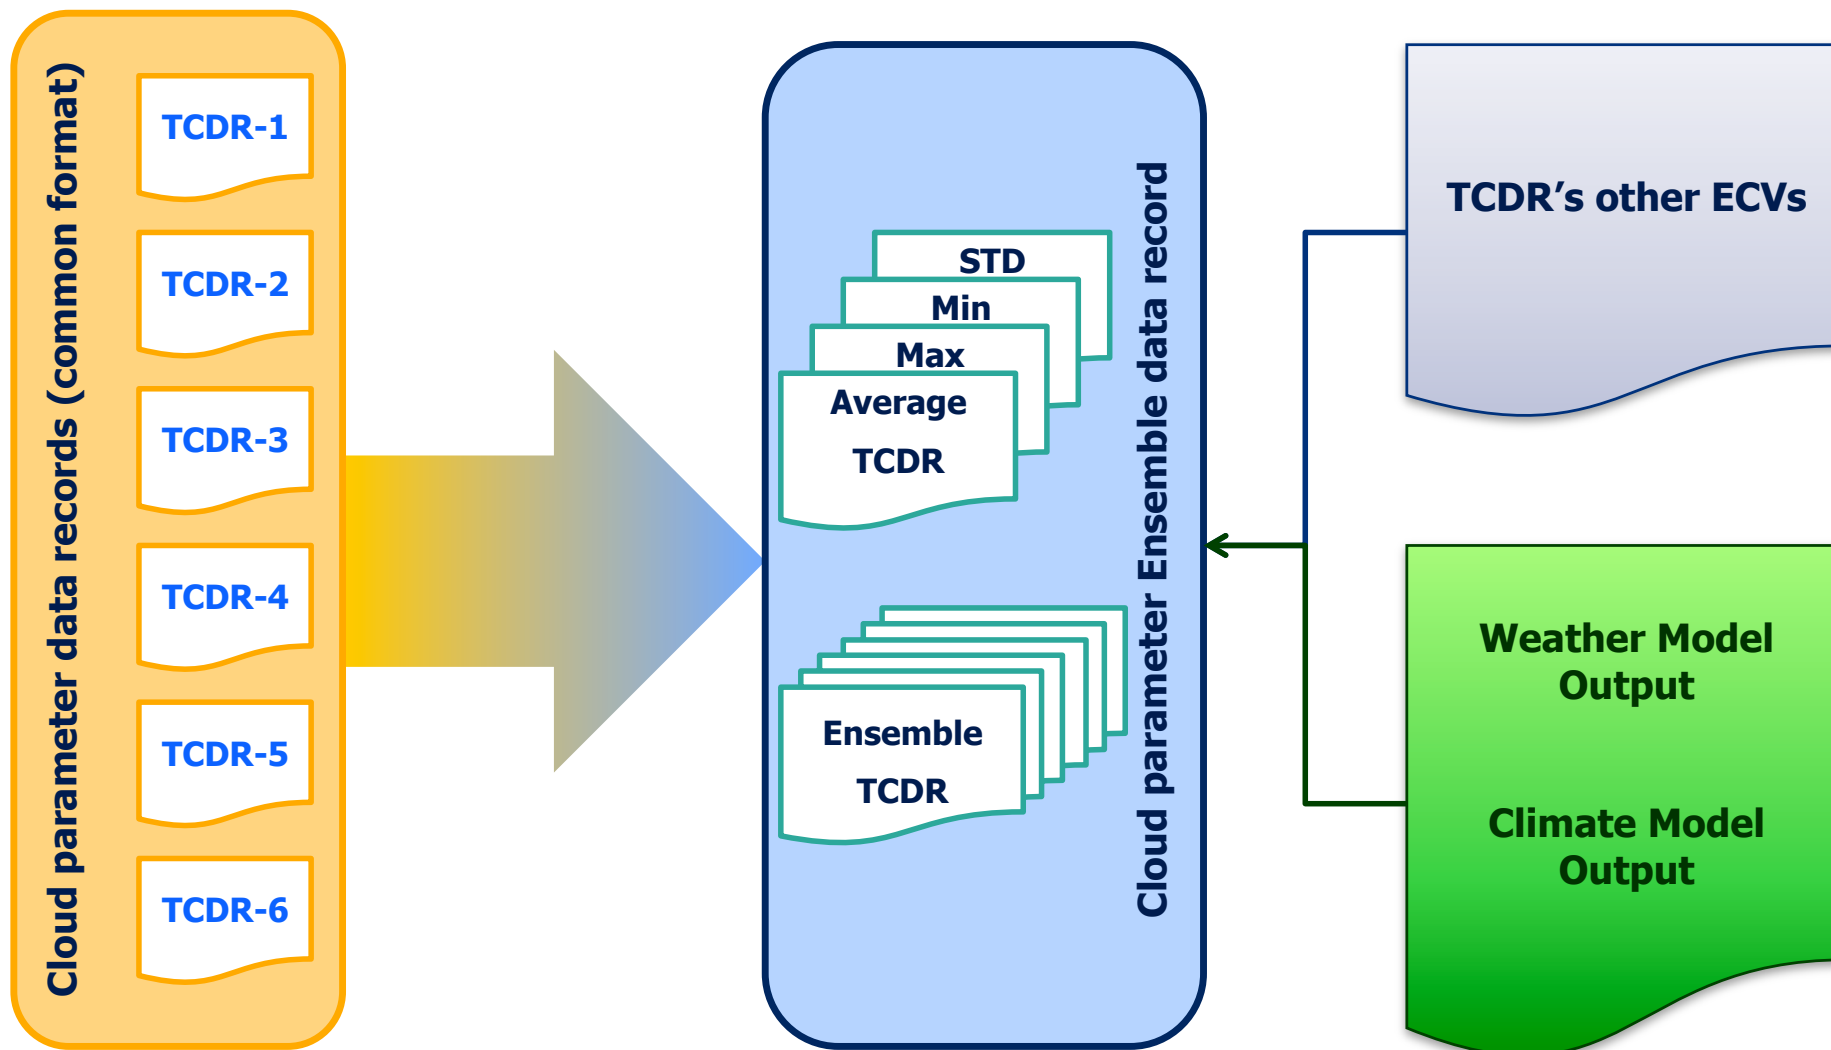 Cloud parameter data records (common format)
TCDR-1
TCDR-2
TCDR-3
TCDR-4
TCDR-5
TCDR-6
STD
Min
Max
Average
TCDR
Ensemble
TCDR
Cloud parameter Ensemble data record
TCDR’s other ECVs
Weather Model
Output
Climate Model
Output